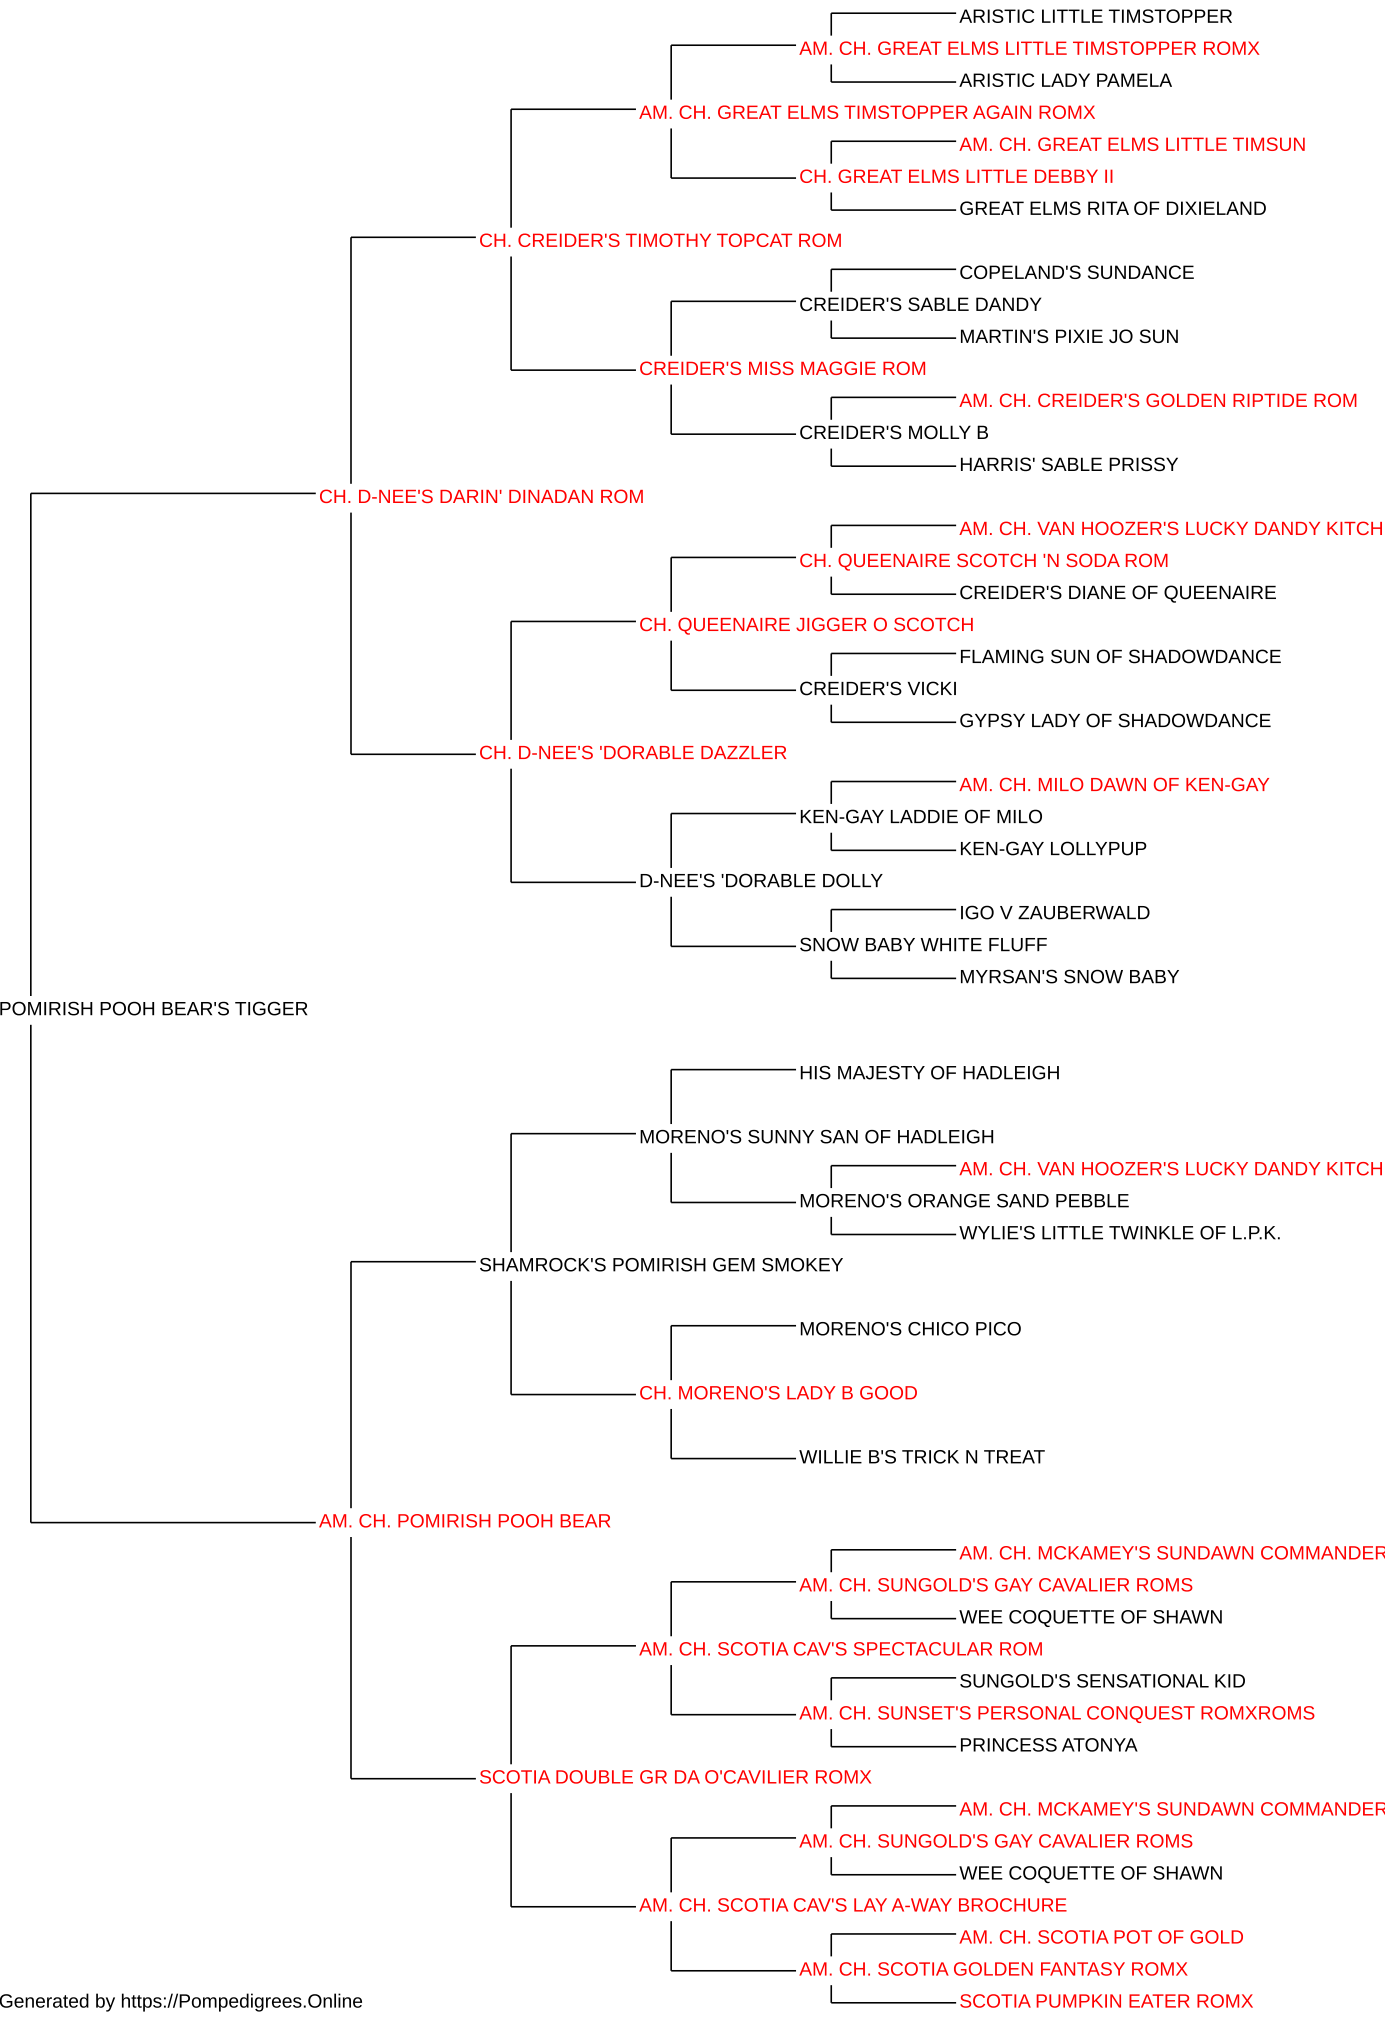 ARISTIC LITTLE TIMSTOPPER
AM. CH. GREAT ELMS LITTLE TIMSTOPPER ROMX
ARISTIC LADY PAMELA
AM. CH. GREAT ELMS TIMSTOPPER AGAIN ROMX
AM. CH. GREAT ELMS LITTLE TIMSUN
CH. GREAT ELMS LITTLE DEBBY II
GREAT ELMS RITA OF DIXIELAND
CH. CREIDER'S TIMOTHY TOPCAT ROM
COPELAND'S SUNDANCE
CREIDER'S SABLE DANDY
MARTIN'S PIXIE JO SUN
CREIDER'S MISS MAGGIE ROM
AM. CH. CREIDER'S GOLDEN RIPTIDE ROM
CREIDER'S MOLLY B
HARRIS' SABLE PRISSY
CH. D-NEE'S DARIN' DINADAN ROM
AM. CH. VAN HOOZER'S LUCKY DANDY KITCH
CH. QUEENAIRE SCOTCH 'N SODA ROM
CREIDER'S DIANE OF QUEENAIRE
CH. QUEENAIRE JIGGER O SCOTCH
FLAMING SUN OF SHADOWDANCE
CREIDER'S VICKI
GYPSY LADY OF SHADOWDANCE
CH. D-NEE'S 'DORABLE DAZZLER
AM. CH. MILO DAWN OF KEN-GAY
KEN-GAY LADDIE OF MILO
KEN-GAY LOLLYPUP
D-NEE'S 'DORABLE DOLLY
IGO V ZAUBERWALD
SNOW BABY WHITE FLUFF
MYRSAN'S SNOW BABY
POMIRISH POOH BEAR'S TIGGER
HIS MAJESTY OF HADLEIGH
MORENO'S SUNNY SAN OF HADLEIGH
AM. CH. VAN HOOZER'S LUCKY DANDY KITCH
MORENO'S ORANGE SAND PEBBLE
WYLIE'S LITTLE TWINKLE OF L.P.K.
SHAMROCK'S POMIRISH GEM SMOKEY
MORENO'S CHICO PICO
CH. MORENO'S LADY B GOOD
WILLIE B'S TRICK N TREAT
AM. CH. POMIRISH POOH BEAR
AM. CH. MCKAMEY'S SUNDAWN COMMANDER
AM. CH. SUNGOLD'S GAY CAVALIER ROMS
WEE COQUETTE OF SHAWN
AM. CH. SCOTIA CAV'S SPECTACULAR ROM
SUNGOLD'S SENSATIONAL KID
AM. CH. SUNSET'S PERSONAL CONQUEST ROMXROMS
PRINCESS ATONYA
SCOTIA DOUBLE GR DA O'CAVILIER ROMX
AM. CH. MCKAMEY'S SUNDAWN COMMANDER
AM. CH. SUNGOLD'S GAY CAVALIER ROMS
WEE COQUETTE OF SHAWN
AM. CH. SCOTIA CAV'S LAY A-WAY BROCHURE
AM. CH. SCOTIA POT OF GOLD
AM. CH. SCOTIA GOLDEN FANTASY ROMX
SCOTIA PUMPKIN EATER ROMX
Generated by https://Pompedigrees.Online